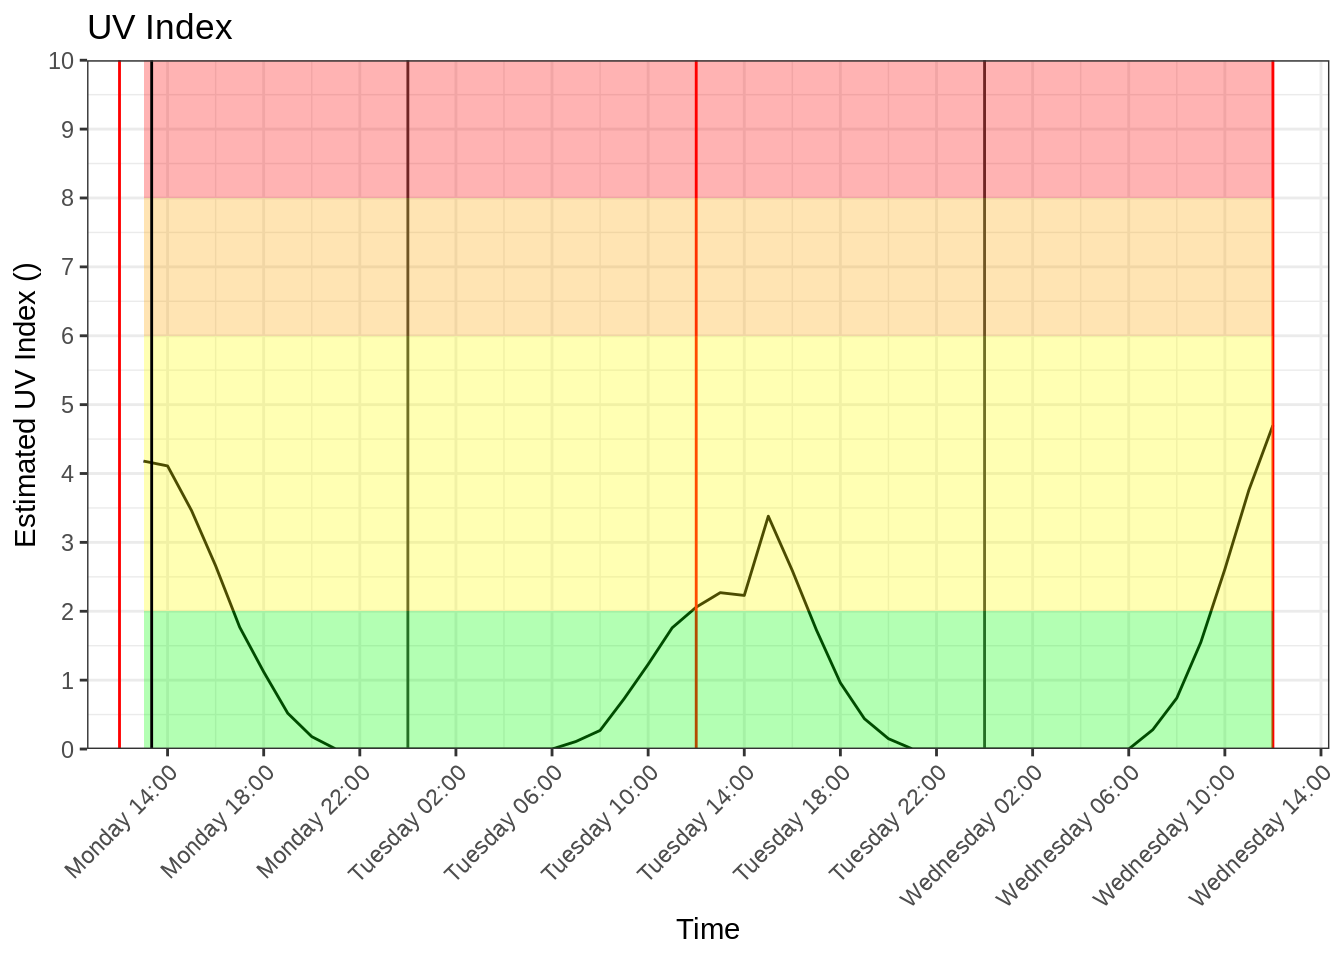 UV Index
10
9
8
7
6
5
4
3
2
1
0
Estimated UV Index ()
Monday 14:00
Monday 18:00
Monday 22:00
Tuesday 02:00
Tuesday 06:00
Tuesday 10:00
Tuesday 14:00
Tuesday 18:00
Tuesday 22:00
Wednesday 02:00
Wednesday 06:00
Wednesday 10:00
Wednesday 14:00
Time